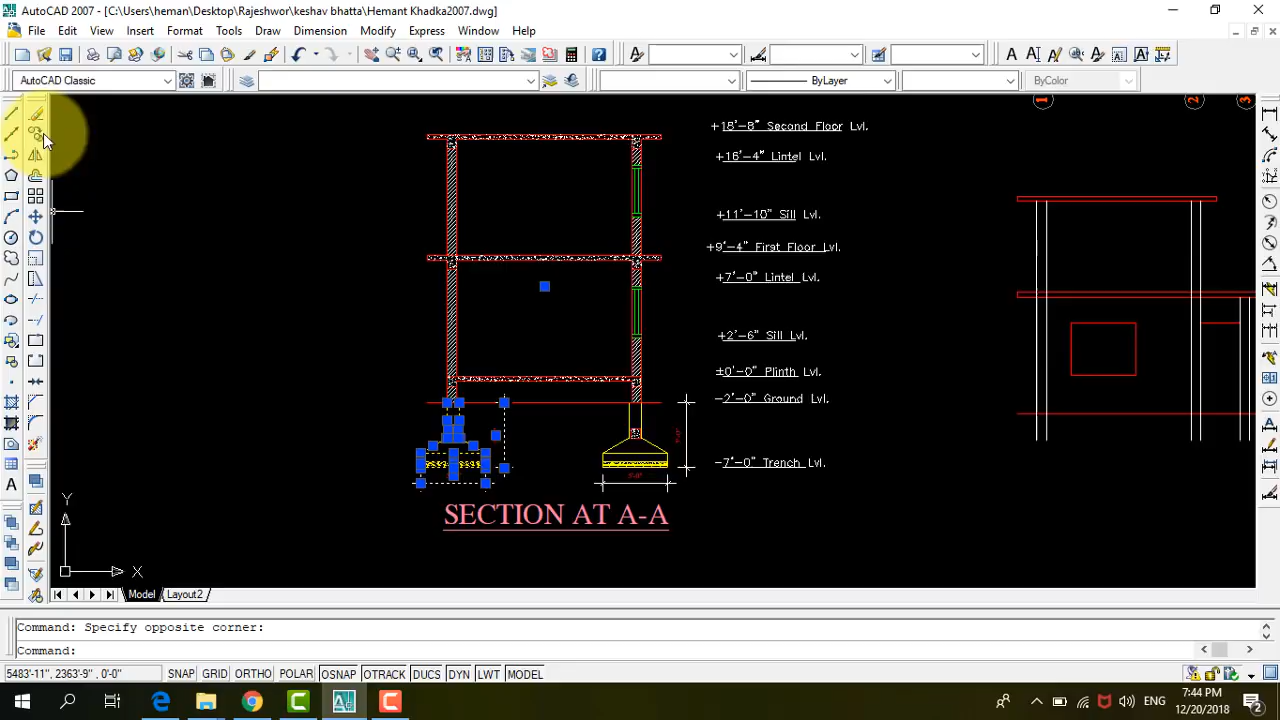 AutoCAD 2007 - [C:\Users\heman\Desktop\Rajeshwor\keshav bhatta\Hemant Khadka2007.dwg]
File Edit View Insert Format Tools Draw Dimension Modify Express Window Help
AutoCAD Classic
ByLayer
ByColor
1 2 3
+18'-8" Second Floor Lvl.
+16'-4" Lintel Lvl.
+11'-10" Sill Lvl.
+9'-4" First Floor Lvl.
+7'-0" Lintel Lvl.
+2'-6" Sill Lvl.
±0'-0" Plinth Lvl.
-2'-0" Ground Lvl.
-7'-0" Trench Lvl.
SECTION AT A-A
Y
X
Model Layout2
Command: Specify opposite corner:
Command:
5483'-11", 2363'-9" , 0'-0" SNAP GRID ORTHO POLAR OSNAP OTRACK DUCS DYN LWT MODEL
ENG
7:44 PM
12/20/2018
2